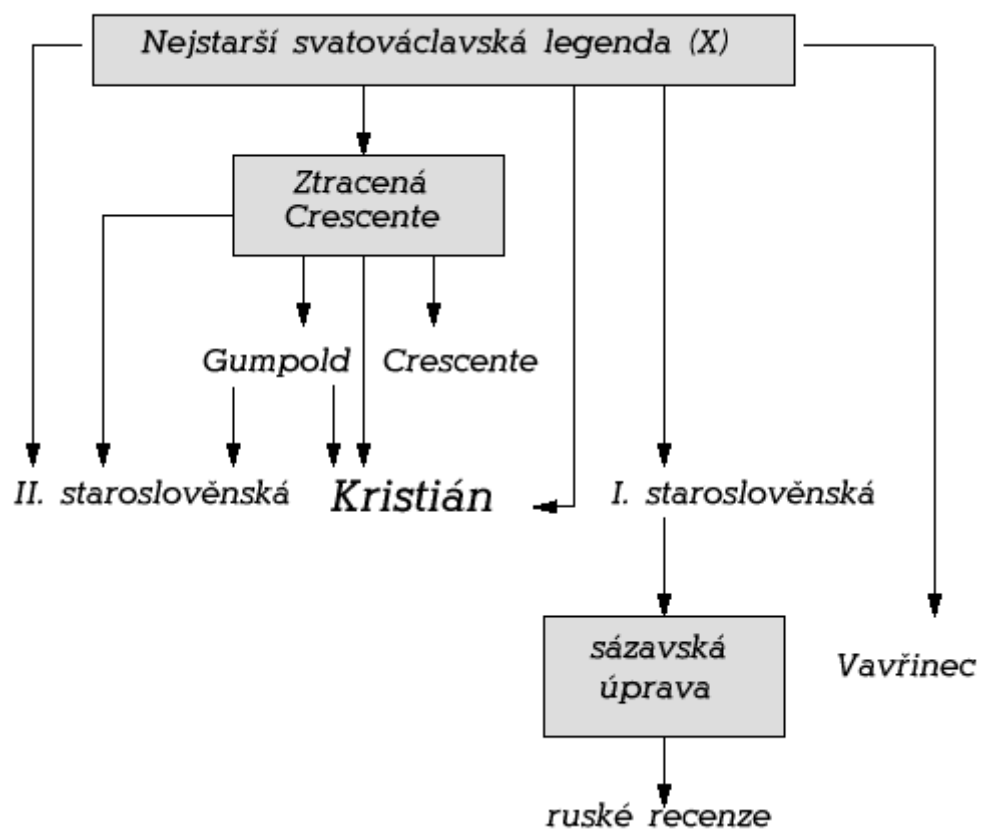 Nejstarší svatováclavská legenda (X)
Ztracená
Crescente
Gumpold Crescente
II. staroslověnská Kristián I. staroslověnská
sázavská
úprava
Vavřinec
ruské recenze